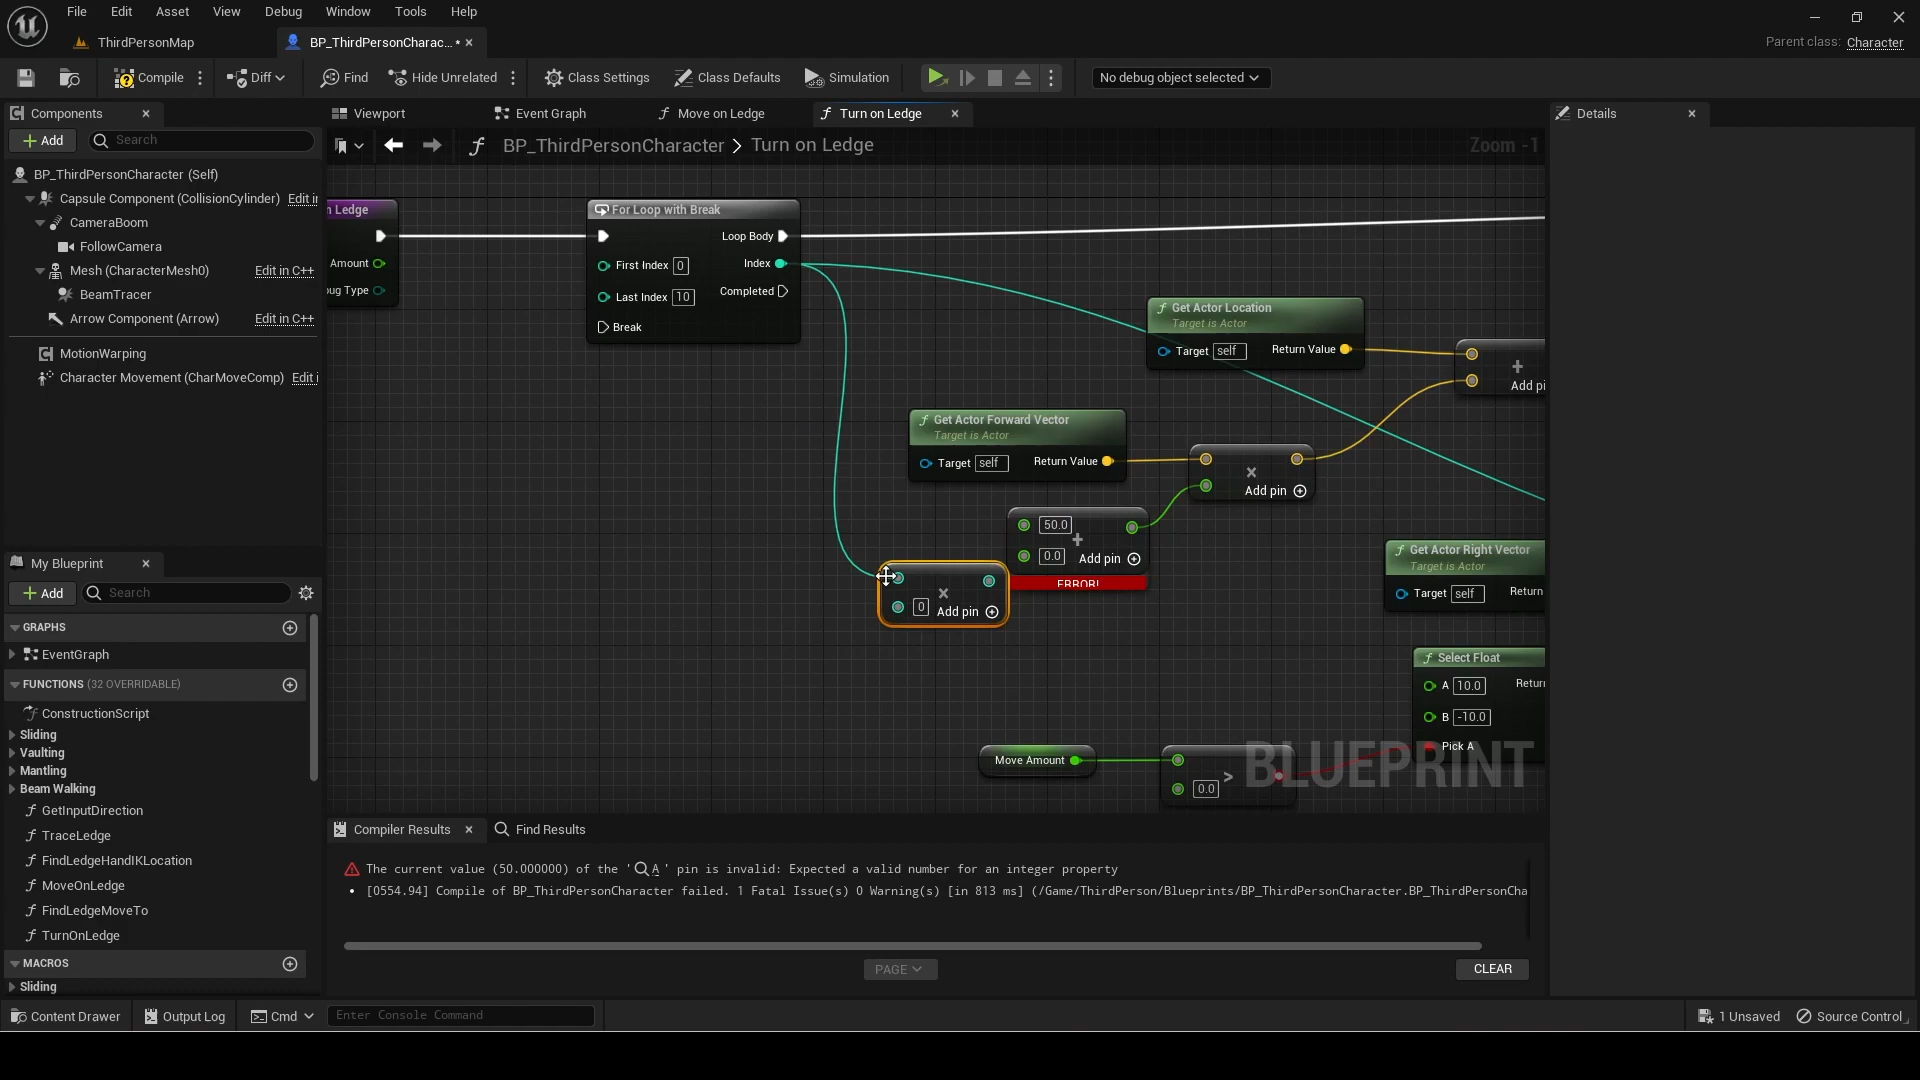 File Edit Asset View Debug Window Tools Help
ThirdPersonMap
BP_ThirdPersonCharac... *
Parent class: Character
Compile Diff Find Hide Unrelated Class Settings Class Defaults Simulation No debug object selected
Components
Add Search
BP_ThirdPersonCharacter (Self)
Capsule Component (CollisionCylinder) Edit in
CameraBoom
FollowCamera
Mesh (CharacterMesh0) Edit in C++
BeamTracer
Arrow Component (Arrow) Edit in C++
MotionWarping
Character Movement (CharMoveComp) Edit i
My Blueprint
Add Search
GRAPHS
EventGraph
FUNCTIONS (32 OVERRIDABLE)
ConstructionScript
Sliding
Vaulting
Mantling
Beam Walking
GetInputDirection
TraceLedge
FindLedgeHandIKLocation
MoveOnLedge
FindLedgeMoveTo
TurnOnLedge
MACROS
Sliding
Viewport Event Graph Move on Ledge Turn on Ledge
BP_ThirdPersonCharacter > Turn on Ledge
Zoom -1
n Ledge
Amount
ug Type
For Loop with Break
Loop Body
First Index 0
Index
Last Index 10
Completed
Break
Get Actor Location
Target is Actor
Target self Return Value
+
Add pi
Get Actor Forward Vector
Target is Actor
Target self Return Value
×
Add pin
50.0
+
0.0 Add pin
ERROR!
×
0 Add pin
Get Actor Right Vector
Target is Actor
Target self Return
Select Float
A 10.0 Retur
B -10.0
Pick A
Move Amount
>
0.0
BLUEPRINT
Compiler Results Find Results
The current value (50.000000) of the ' A ' pin is invalid: Expected a valid number for an integer property
• [0554.94] Compile of BP_ThirdPersonCharacter failed. 1 Fatal Issue(s) 0 Warning(s) [in 813 ms] (/Game/ThirdPerson/Blueprints/BP_ThirdPersonCharacter.BP_ThirdPersonCha
PAGE
CLEAR
Details
Content Drawer Output Log Cmd Enter Console Command
1 Unsaved Source Control